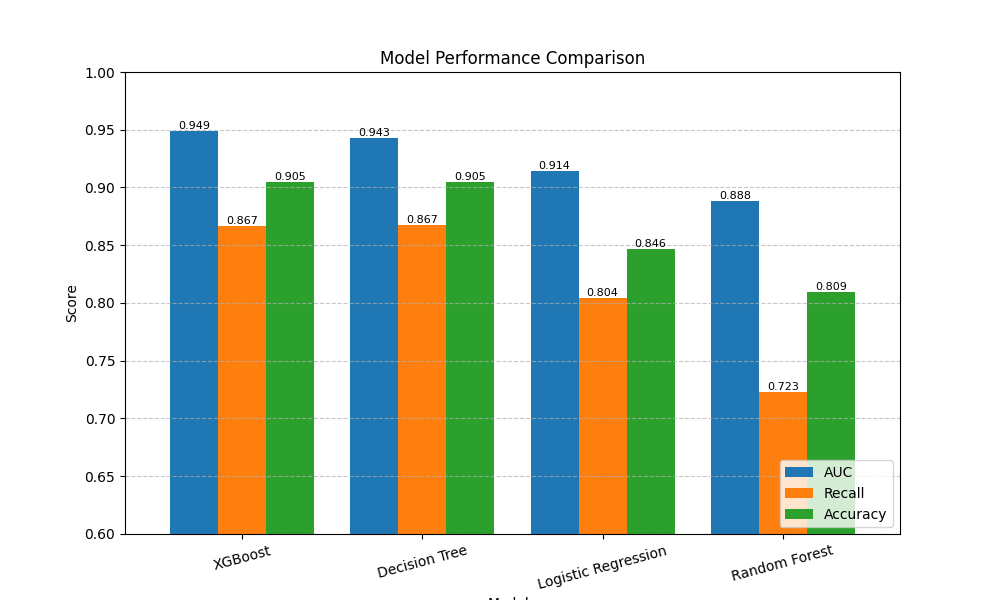 Model Performance Comparison
1.00
0.95
0.90
0.85
0.80
0.75
0.70
0.65
0.60
Score
0.949
0.867
0.905
0.943
0.867
0.905
0.914
0.804
0.846
0.888
0.723
0.809
AUC
Recall
Accuracy
XGBoost
Decision Tree
Logistic Regression
Random Forest
Model